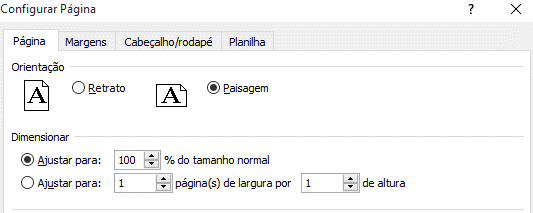 Configurar Página ?
Página Margens Cabeçalho/rodapé Planilha
Orientação
A Retrato A Paisagem
Dimensionar
Ajustar para: 100 % do tamanho normal
Ajustar para: 1 página(s) de largura por 1 de altura